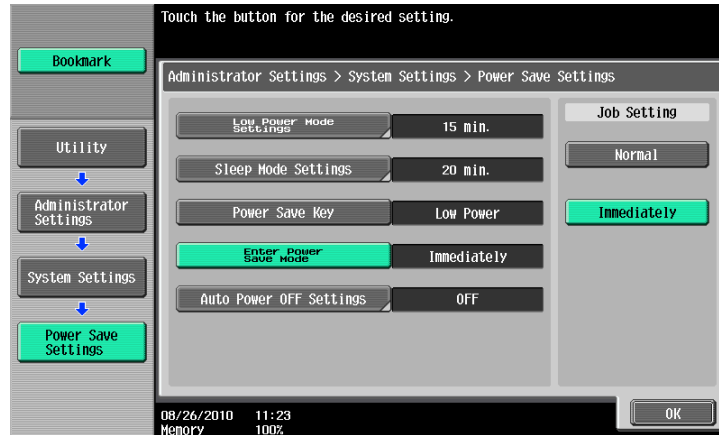 Touch the button for the desired setting.
Bookmark
Administrator Settings > System Settings > Power Save Settings
Utility
Administrator
Settings
System Settings
Power Save
Settings
Low Power Mode
Settings
15 min.
Sleep Mode Settings
20 min.
Power Save Key
Low Power
Enter Power
Save Mode
Immediately
Auto Power OFF Settings
OFF
Job Setting
Normal
Immediately
08/26/2010 11:23
Memory 100%
OK